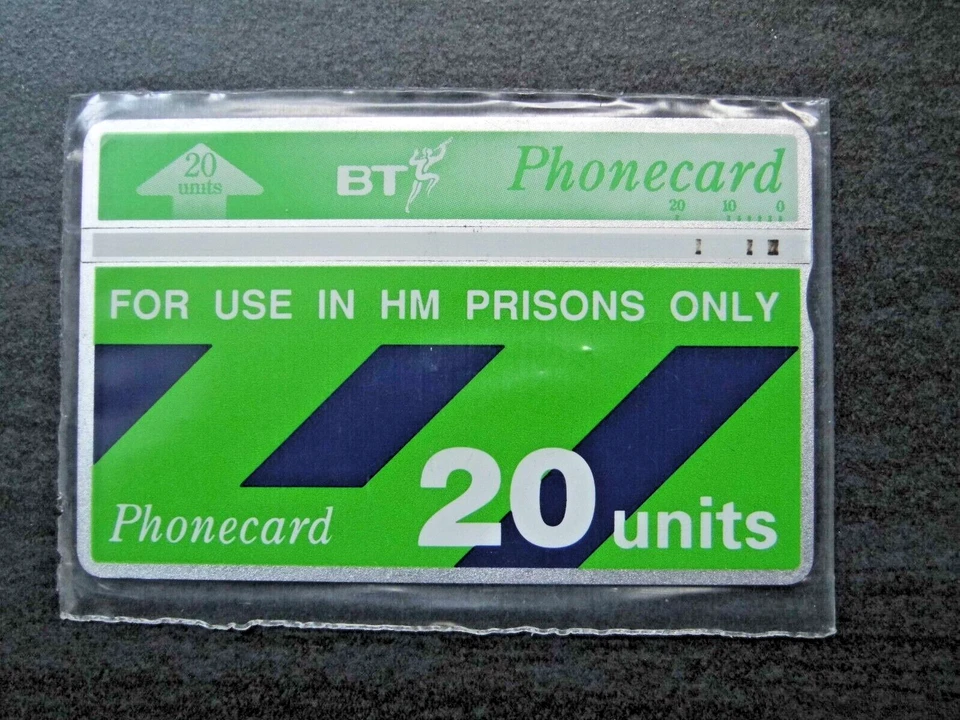 20
units
BT
Phonecard
20 10 0
FOR USE IN HM PRISONS ONLY
Phonecard
20 units